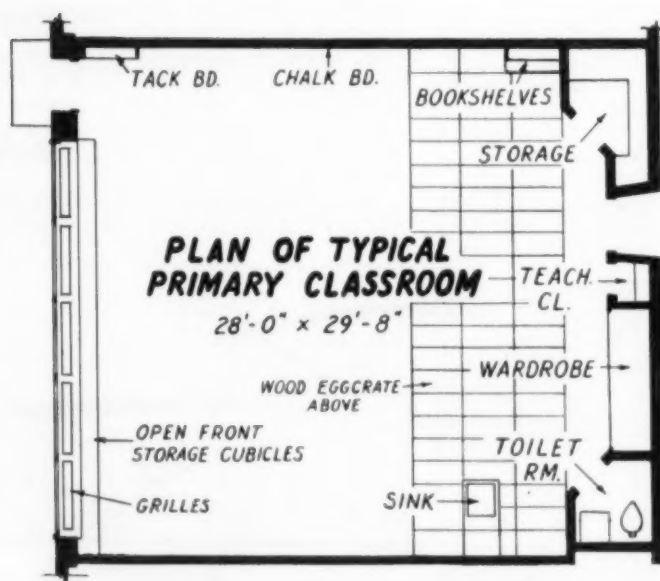 TACK BD.
CHALK BD.
BOOKSHELVES
STORAGE
PLAN OF TYPICAL
PRIMARY CLASSROOM
28'-0" x 29'-8"
TEACH.
CL.
WOOD EGGCRATE
ABOVE
WARDROBE
OPEN FRONT
STORAGE CUBICLES
TOILET
RM.
GRILLES
SINK